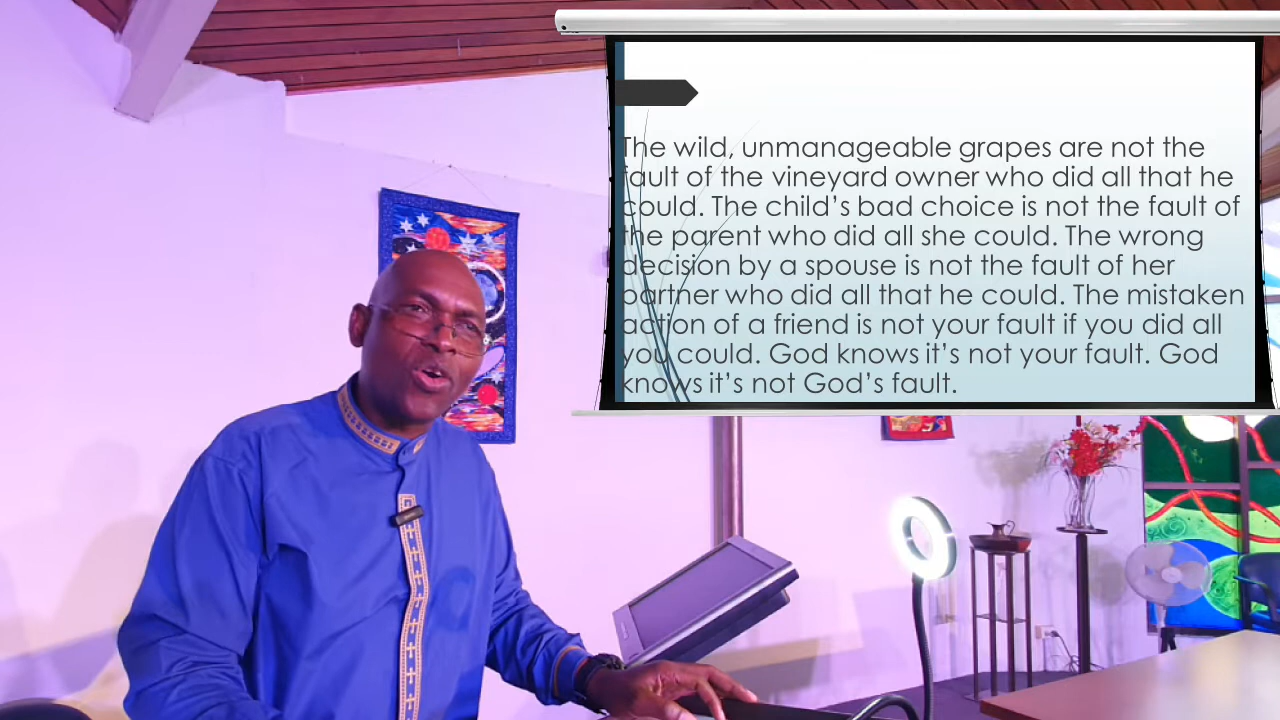 The wild, unmanageable grapes are not the
fault of the vineyard owner who did all that he
could. The child’s bad choice is not the fault of
the parent who did all she could. The wrong
decision by a spouse is not the fault of her
partner who did all that he could. The mistaken
action of a friend is not your fault if you did all
you could. God knows it’s not your fault. God
knows it’s not God’s fault.